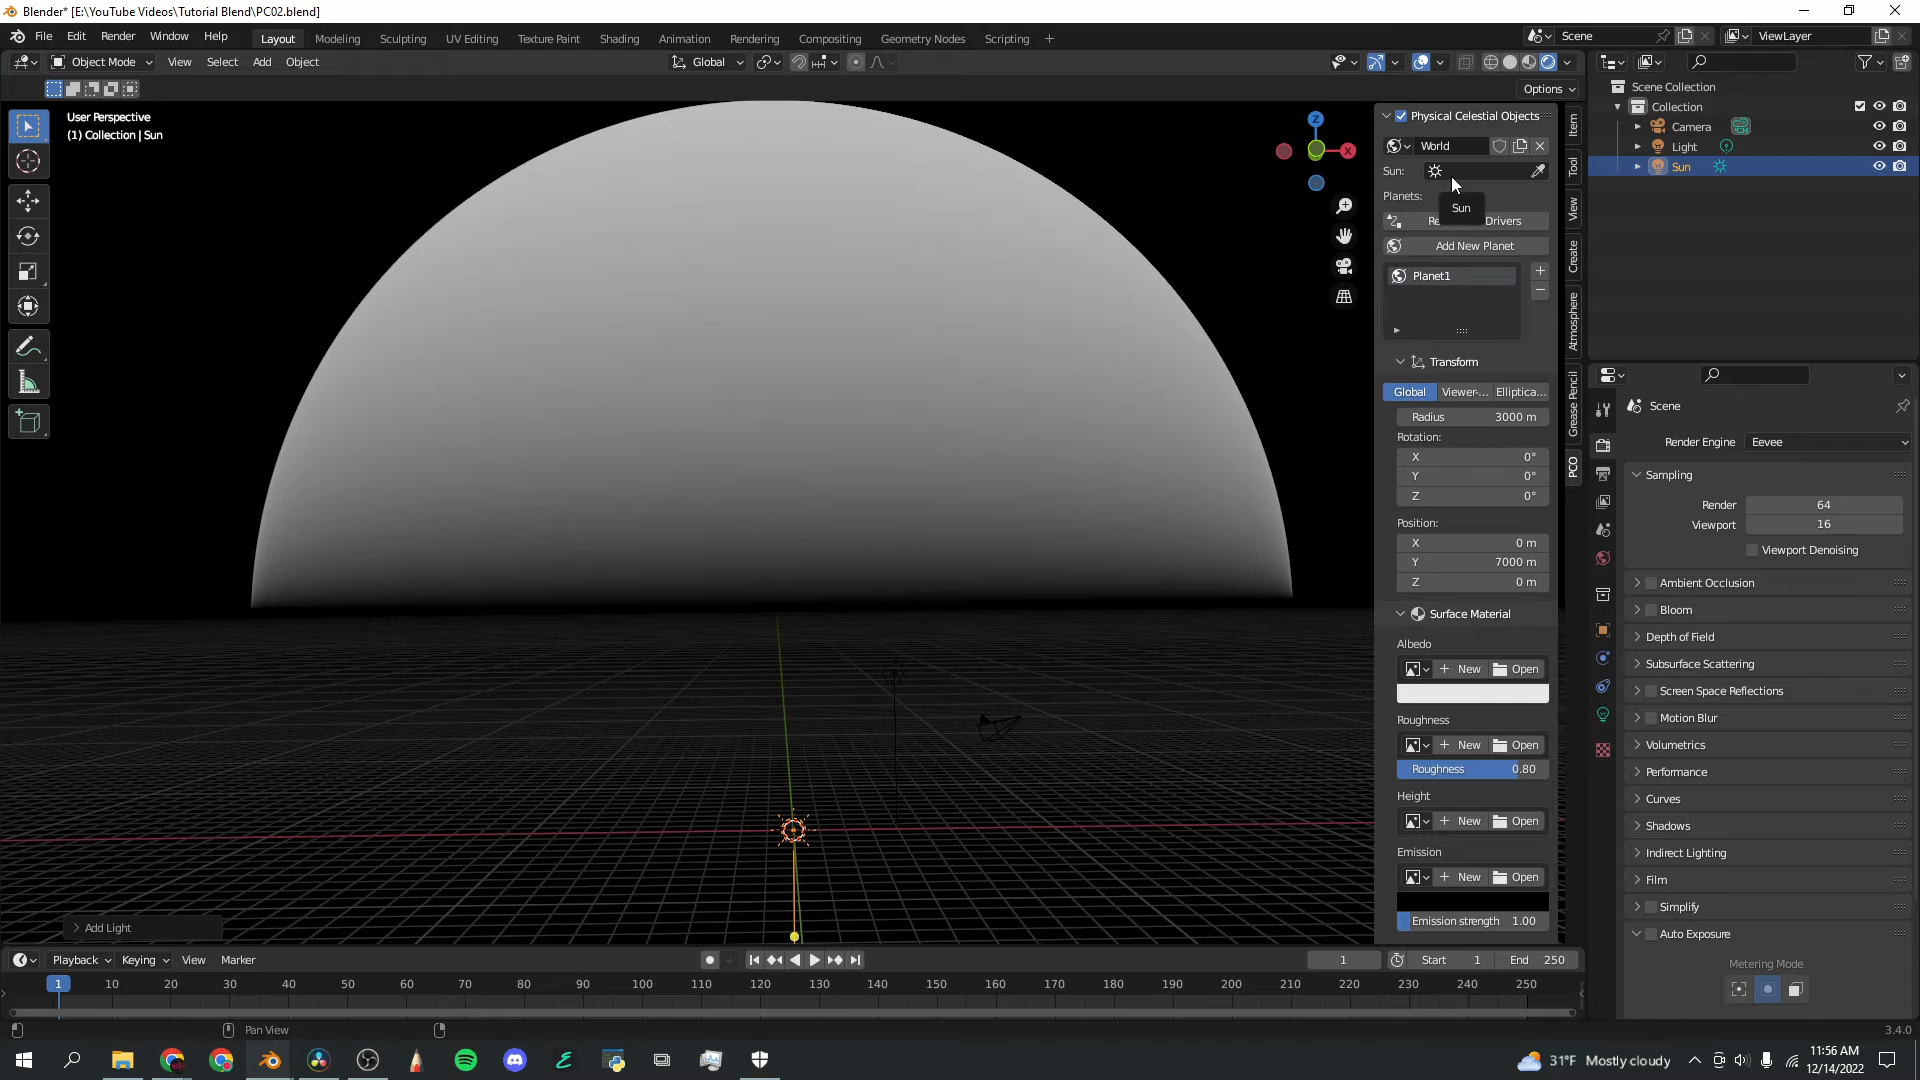 Blender* [E:\YouTube Videos\Tutorial Blend\PC02.blend]
File Edit Render Window Help
Layout Modeling Sculpting UV Editing Texture Paint Shading Animation Rendering Compositing Geometry Nodes Scripting +
Scene
ViewLayer
Object Mode View Select Add Object
Global
Options
User Perspective
(1) Collection | Sun
Z
X
Physical Celestial Objects
World
Sun:
Sun
Planets:
Drivers
Add New Planet
Planet1
Transform
Global Viewer-... Elliptica...
Radius 3000 m
Rotation:
X 0°
Y 0°
Z 0°
Position:
X 0 m
Y 7000 m
Z 0 m
Surface Material
Albedo
New Open
Roughness
New Open
Roughness 0.80
Height
New Open
Emission
New Open
Emission strength 1.00
Item
Tool
View
Create
Atmosphere
Grease Pencil
PCO
Scene Collection
Collection
Camera
Light
Sun
Scene
Render Engine Eevee
Sampling
Render 64
Viewport 16
Viewport Denoising
Ambient Occlusion
Bloom
Depth of Field
Subsurface Scattering
Screen Space Reflections
Motion Blur
Volumetrics
Performance
Curves
Shadows
Indirect Lighting
Film
Simplify
Auto Exposure
Metering Mode
Add Light
Playback Keying View Marker
1 Start 1 End 250
1 10 20 30 40 50 60 70 80 90 100 110 120 130 140 150 160 170 180 190 200 210 220 230 240 250
Pan View
3.4.0
31°F Mostly cloudy
11:56 AM
12/14/2022